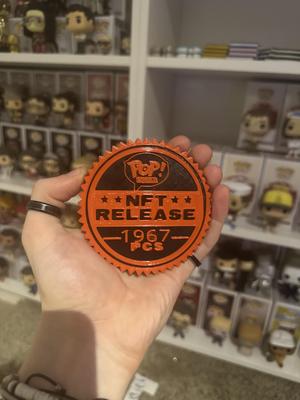 POP!
NFT
RELEASE
1967
PCS